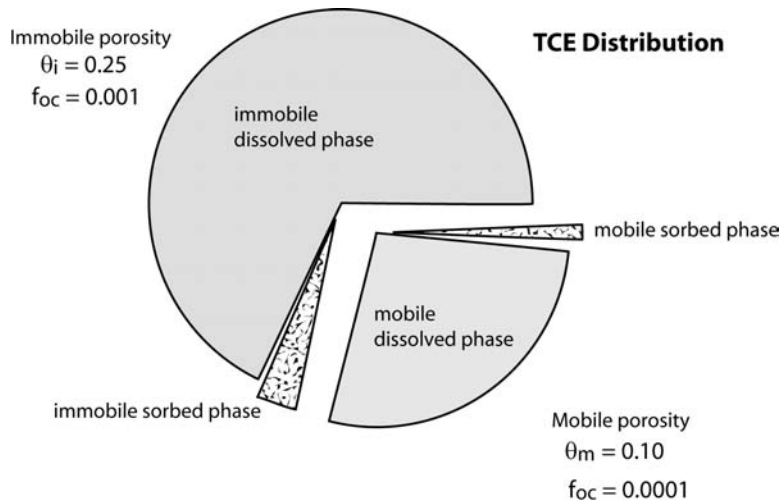 TCE Distribution
Immobile porosity
θi = 0.25
foc = 0.001
immobile
dissolved phase
mobile sorbed phase
mobile
dissolved phase
immobile sorbed phase
Mobile porosity
θm = 0.10
foc = 0.0001